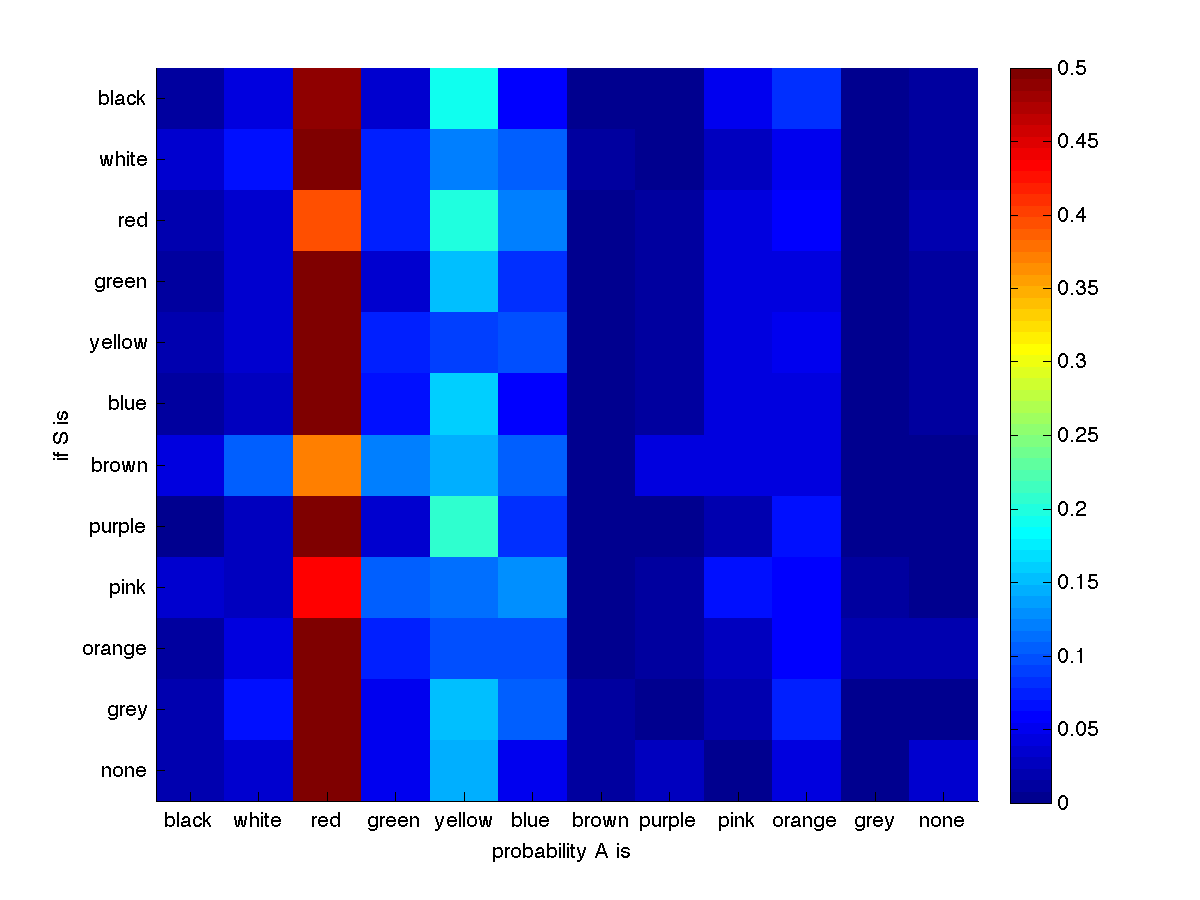 if S is
black
white
red
green
yellow
blue
brown
purple
pink
orange
grey
none
black white red green yellow blue brown purple pink orange grey none
probability A is
0.5
0.45
0.4
0.35
0.3
0.25
0.2
0.15
0.1
0.05
0